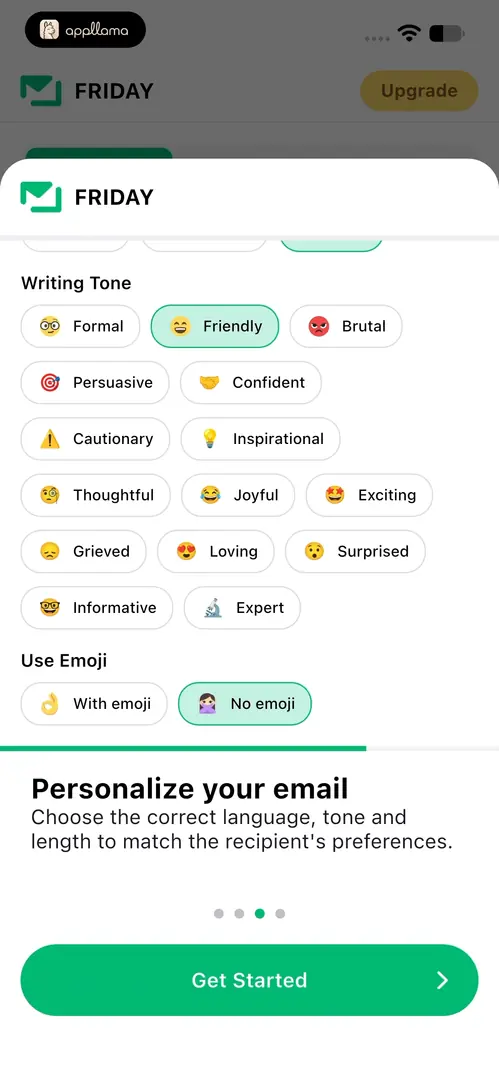 appllama
FRIDAY
Upgrade
FRIDAY
Writing Tone
Formal Friendly Brutal
Persuasive Confident
Cautionary Inspirational
Thoughtful Joyful Exciting
Grieved Loving Surprised
Informative Expert
Use Emoji
With emoji No emoji
Personalize your email
Choose the correct language, tone and
length to match the recipient's preferences.
Get Started